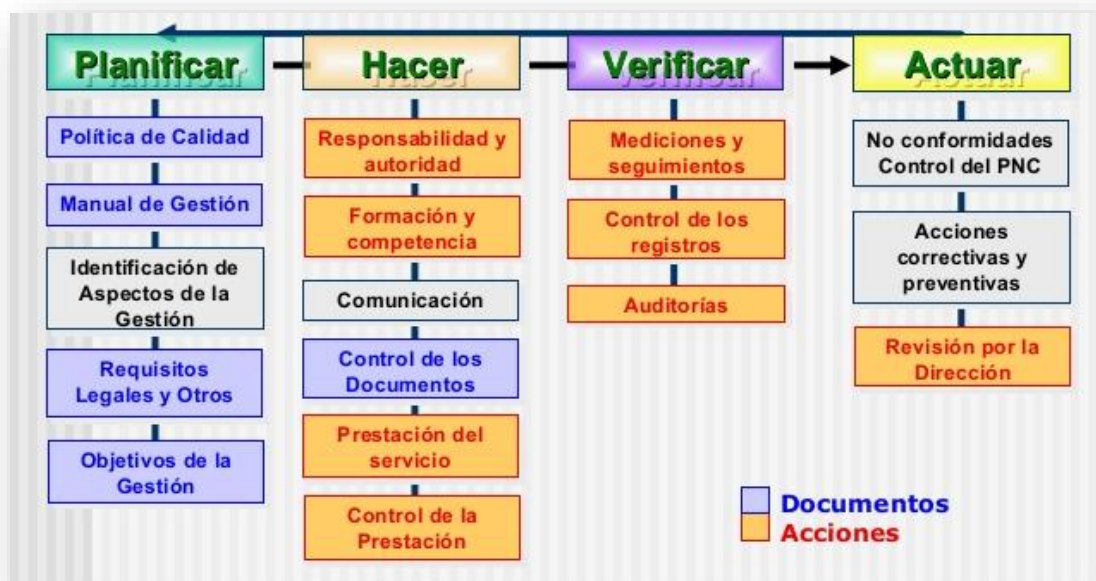 Planificar
Hacer
Verificar
Actuar
Política de Calidad
Manual de Gestión
Identificación de
Aspectos de la
Gestión
Requisitos
Legales y Otros
Objetivos de la
Gestión
Responsabilidad y
autoridad
Formación y
competencia
Comunicación
Control de los
Documentos
Prestación del
servicio
Control de la
Prestación
Mediciones y
seguimientos
Control de los
registros
Auditorías
No conformidades
Control del PNC
Acciones
correctivas y
preventivas
Revisión por la
Dirección
Documentos
Acciones